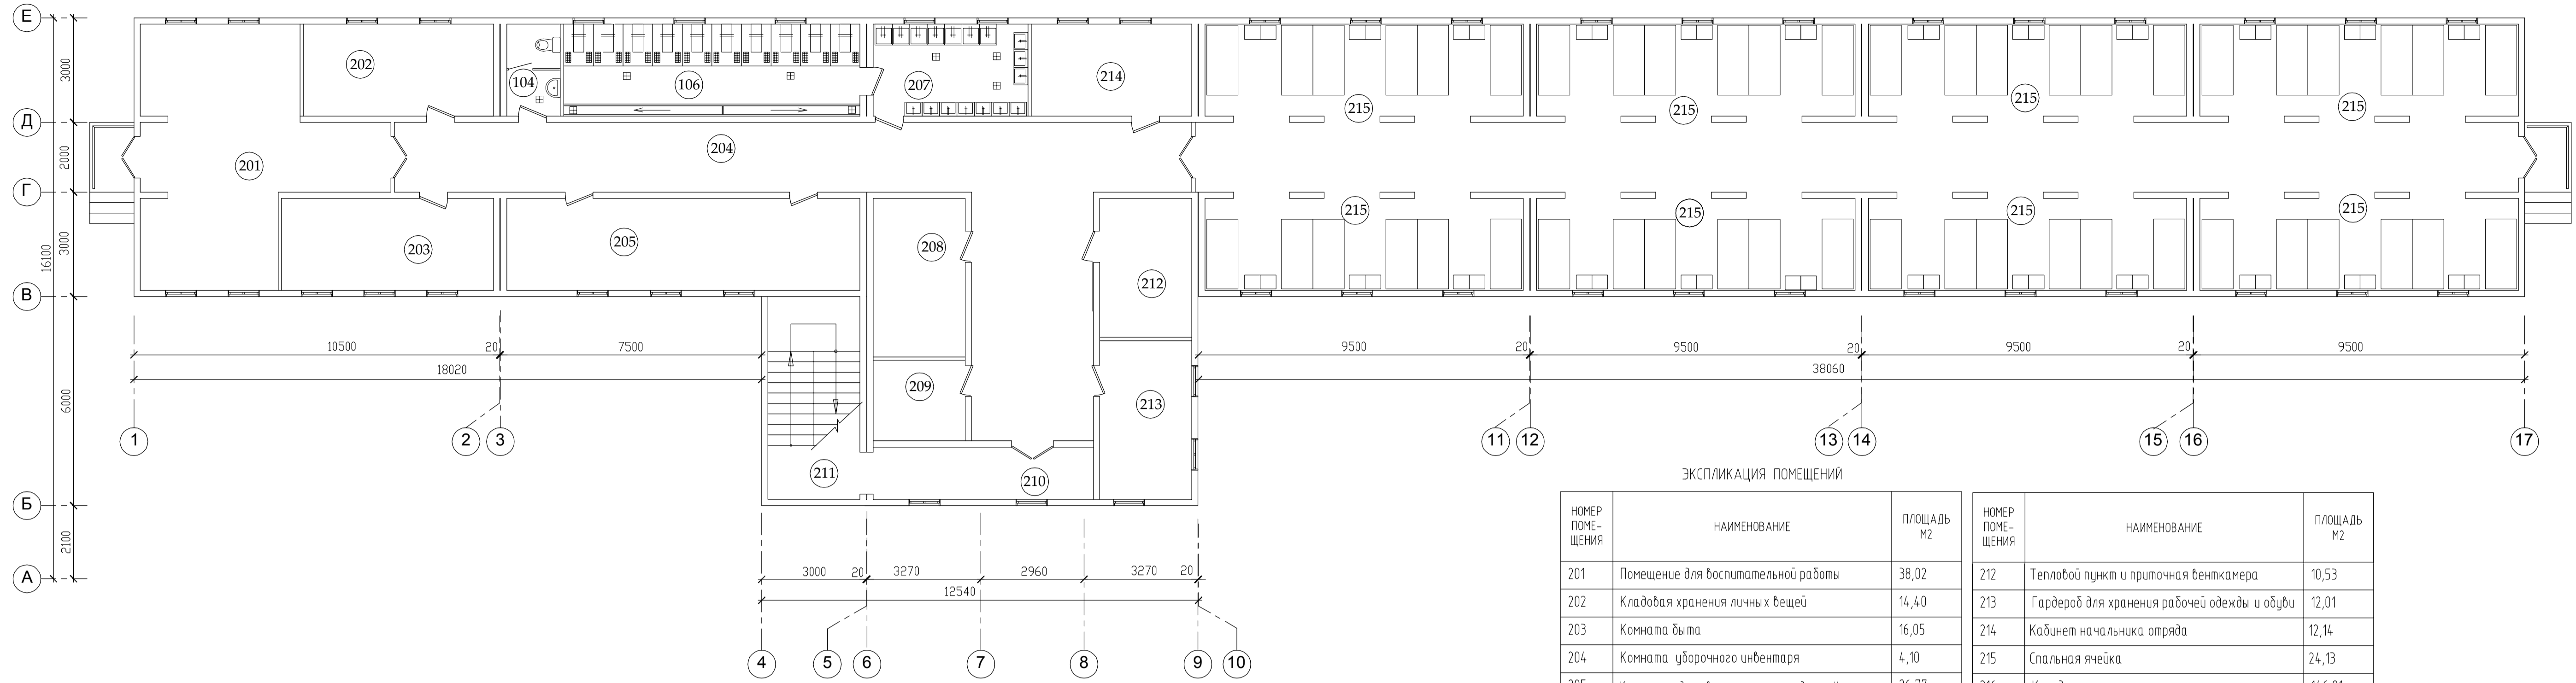 Е
Д
Г
В
Б
А
3000
2000
3000
6000
2100
16100
202
104
106
207
214
215
215
215
215
201
204
203
205
208
212
215
215
215
215
209
213
211
210
10500
20
7500
18020
9500
20
9500
20
9500
20
9500
38060
1
2
3
11
12
13
14
15
16
17
3000
20
3270
2960
3270
20
12540
4
5
6
7
8
9
10
ЭКСПЛИКАЦИЯ ПОМЕЩЕНИЙ
НОМЕР
ПОМЕ-
ЩЕНИЯ
НАИМЕНОВАНИЕ
ПЛОЩАДЬ
М2
201 Помещение для воспитательной работы 38,02
202 Кладовая хранения личных вещей 14,40
203 Комната быта 16,05
204 Комната уборочного инвентаря 4,10
НОМЕР
ПОМЕ-
ЩЕНИЯ
НАИМЕНОВАНИЕ
ПЛОЩАДЬ
М2
212 Тепловой пункт и приточная венткамера 10,53
213 Гардероб для хранения рабочей одежды и обуви 12,01
214 Кабинет начальника отряда 12,14
215 Спальная ячейка 24,13